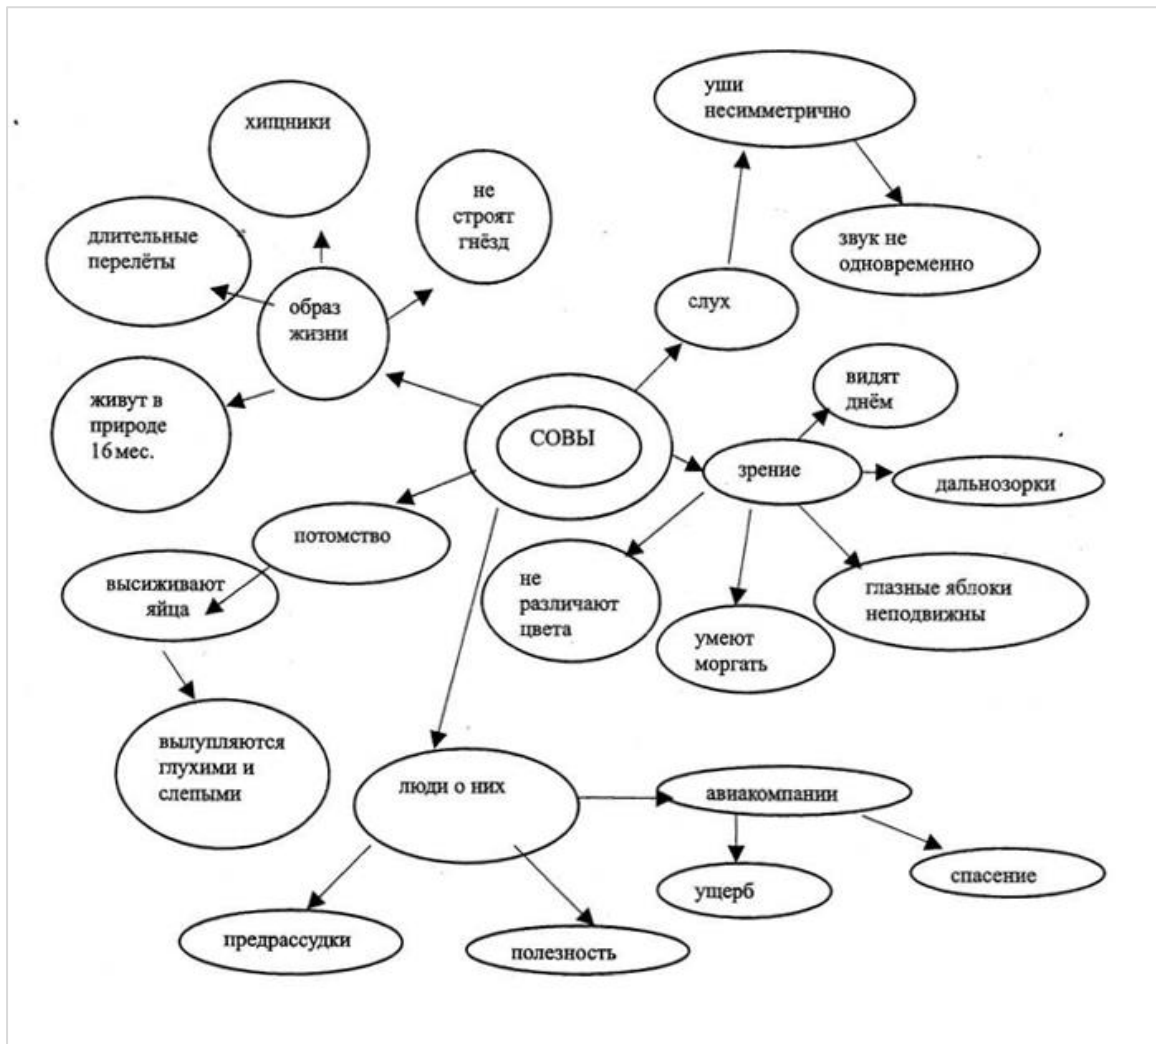 уши
несимметрично
хищники
не
строят
гнёзд
длительные
перелёты
звук не
одновременно
образ
жизни
слух
видят
днём
живут в
природе
16 мес.
СОВЫ
зрение
дальнозорки
потомство
высиживают
яйца
не
различают
цвета
глазные яблоки
неподвижны
умеют
моргать
вылупляются
глухими и
слепыми
люди о них
авиакомпании
ущерб
спасение
предрассудки
полезность